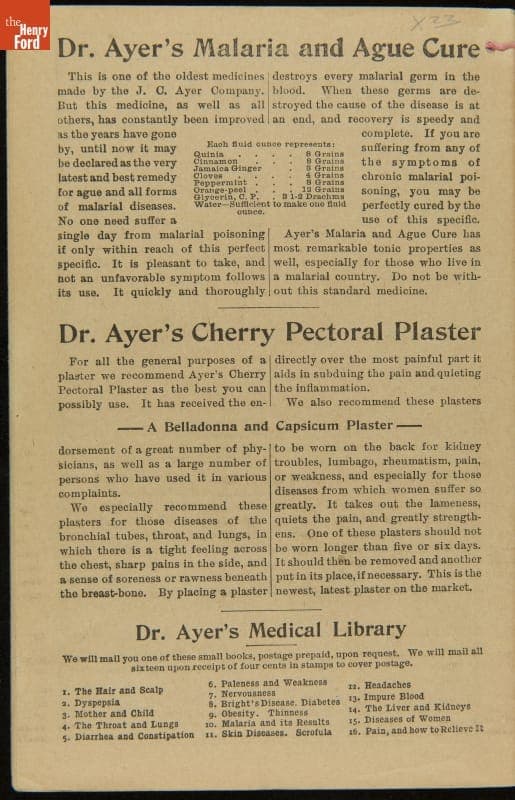 the
Henry
Ford
X23
Dr. Ayer's Malaria and Ague Cure
This is one of the oldest medicines
made by the J. C. Ayer Company.
But this medicine, as well as all
others, has constantly been improved
as the years have gone
by, until now it may
be declared as the very
latest and best remedy
for ague and all forms
of malarial diseases.
No one need suffer a
single day from malarial poisoning
if only within reach of this perfect
specific. It is pleasant to take, and
not an unfavorable symptom follows
its use. It quickly and thoroughly
Each fluid ounce represents:
Quinia . . . . 8 Grains
Cinnamon . . . 8 Grains
Jamaica Ginger . . 5 Grains
Cloves . . . . 4 Grains
Peppermint . . . 8 Grains
Orange-peel . . . 12 Grains
Glycerin, C. P. . 2 1-2 Drachms
Water—Sufficient to make one fluid
ounce.
destroys every malarial germ in the
blood. When these germs are de-
stroyed the cause of the disease is at
an end, and recovery is speedy and
complete. If you are
suffering from any of
the symptoms of
chronic malarial poi-
soning, you may be
perfectly cured by the
use of this specific.
Ayer's Malaria and Ague Cure has
most remarkable tonic properties as
well, especially for those who live in
a malarial country. Do not be with-
out this standard medicine.
Dr. Ayer's Cherry Pectoral Plaster
For all the general purposes of a
plaster we recommend Ayer's Cherry
Pectoral Plaster as the best you can
possibly use. It has received the en-
directly over the most painful part it
aids in subduing the pain and quieting
the inflammation.
We also recommend these plasters
— A Belladonna and Capsicum Plaster —
dorsement of a great number of phy-
sicians, as well as a large number of
persons who have used it in various
complaints.
We especially recommend these
plasters for those diseases of the
bronchial tubes, throat, and lungs, in
which there is a tight feeling across
the chest, sharp pains in the side, and
a sense of soreness or rawness beneath
the breast-bone. By placing a plaster
to be worn on the back for kidney
troubles, lumbago, rheumatism, pain,
or weakness, and especially for those
diseases from which women suffer so
greatly. It takes out the lameness,
quiets the pain, and greatly strength-
ens. One of these plasters should not
be worn longer than five or six days.
It should then be removed and another
put in its place, if necessary. This is the
newest, latest plaster on the market.
Dr. Ayer's Medical Library
We will mail you one of these small books, postage prepaid, upon request. We will mail all
sixteen upon receipt of four cents in stamps to cover postage.
1. The Hair and Scalp
2. Dyspepsia
3. Mother and Child
4. The Throat and Lungs
5. Diarrhea and Constipation
6. Paleness and Weakness
7. Nervousness
8. Bright's Disease. Diabetes
9. Obesity. Thinness
10. Malaria and its Results
11. Skin Diseases. Scrofula
12. Headaches
13. Impure Blood
14. The Liver and Kidneys
15. Diseases of Women
16. Pain, and how to Relieve It